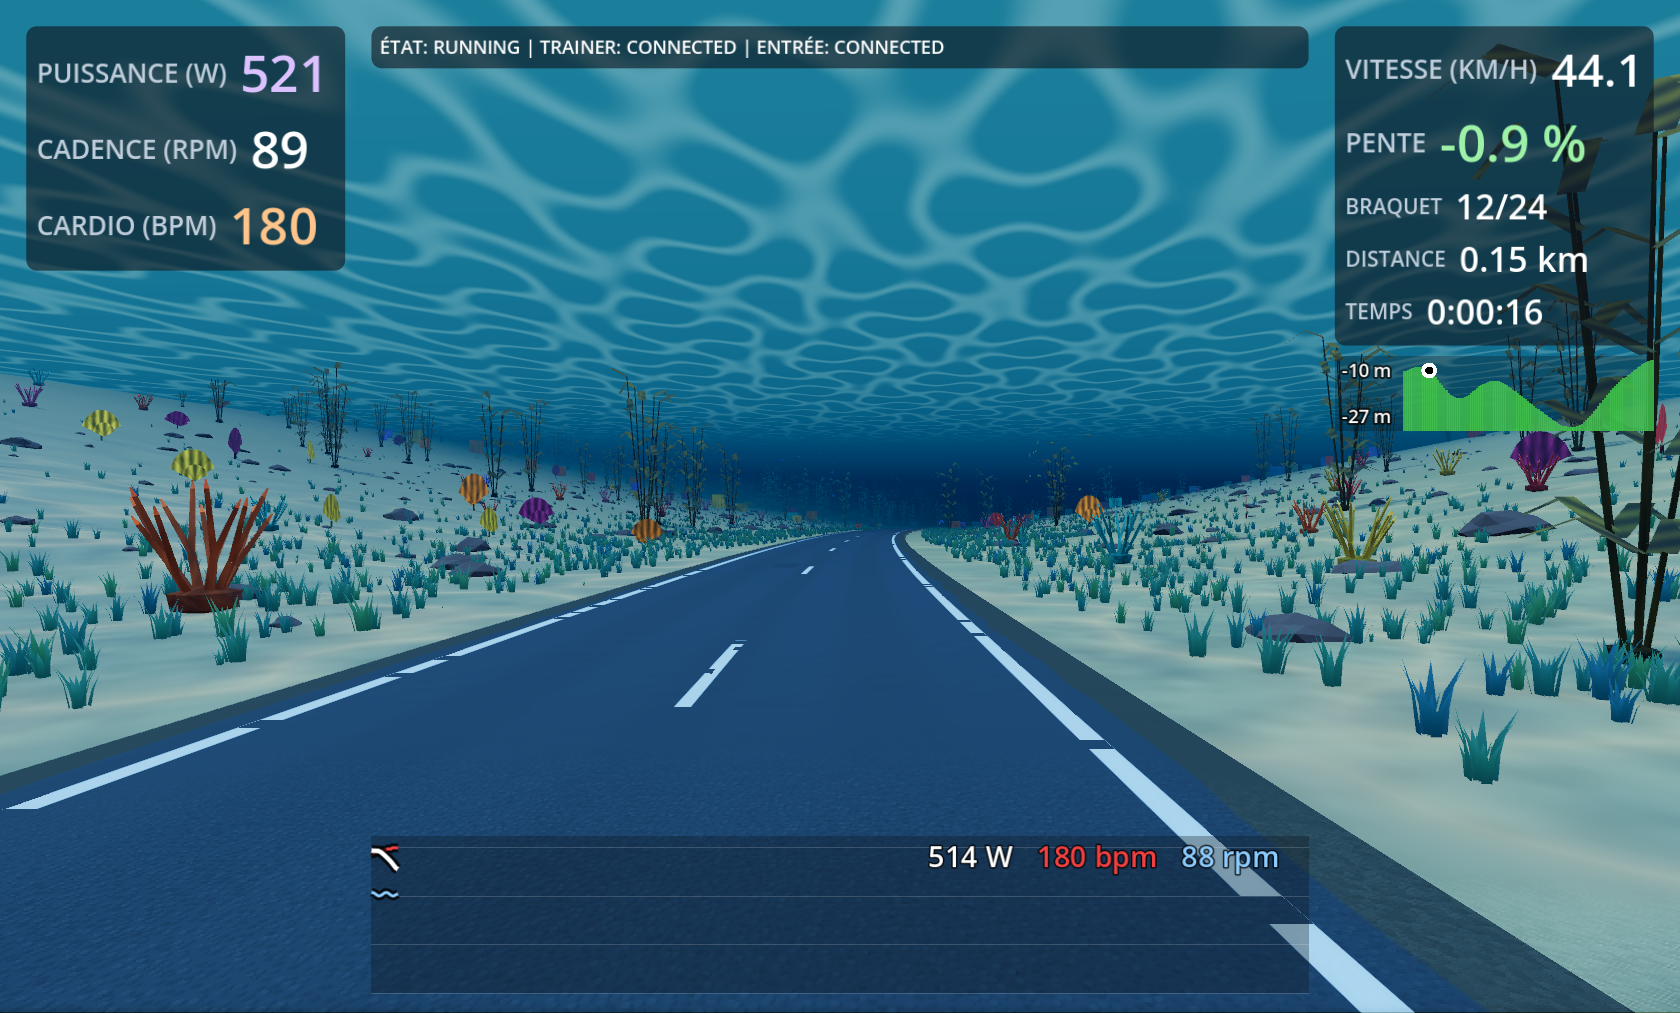 PUISSANCE (W) 521
CADENCE (RPM) 89
CARDIO (BPM) 180
ÉTAT: RUNNING | TRAINER: CONNECTED | ENTRÉE: CONNECTED
VITESSE (KM/H) 44.1
PENTE -0.9 %
BRAQUET 12/24
DISTANCE 0.15 km
TEMPS 0:00:16
-10 m
-27 m
514 W 180 bpm 88 rpm